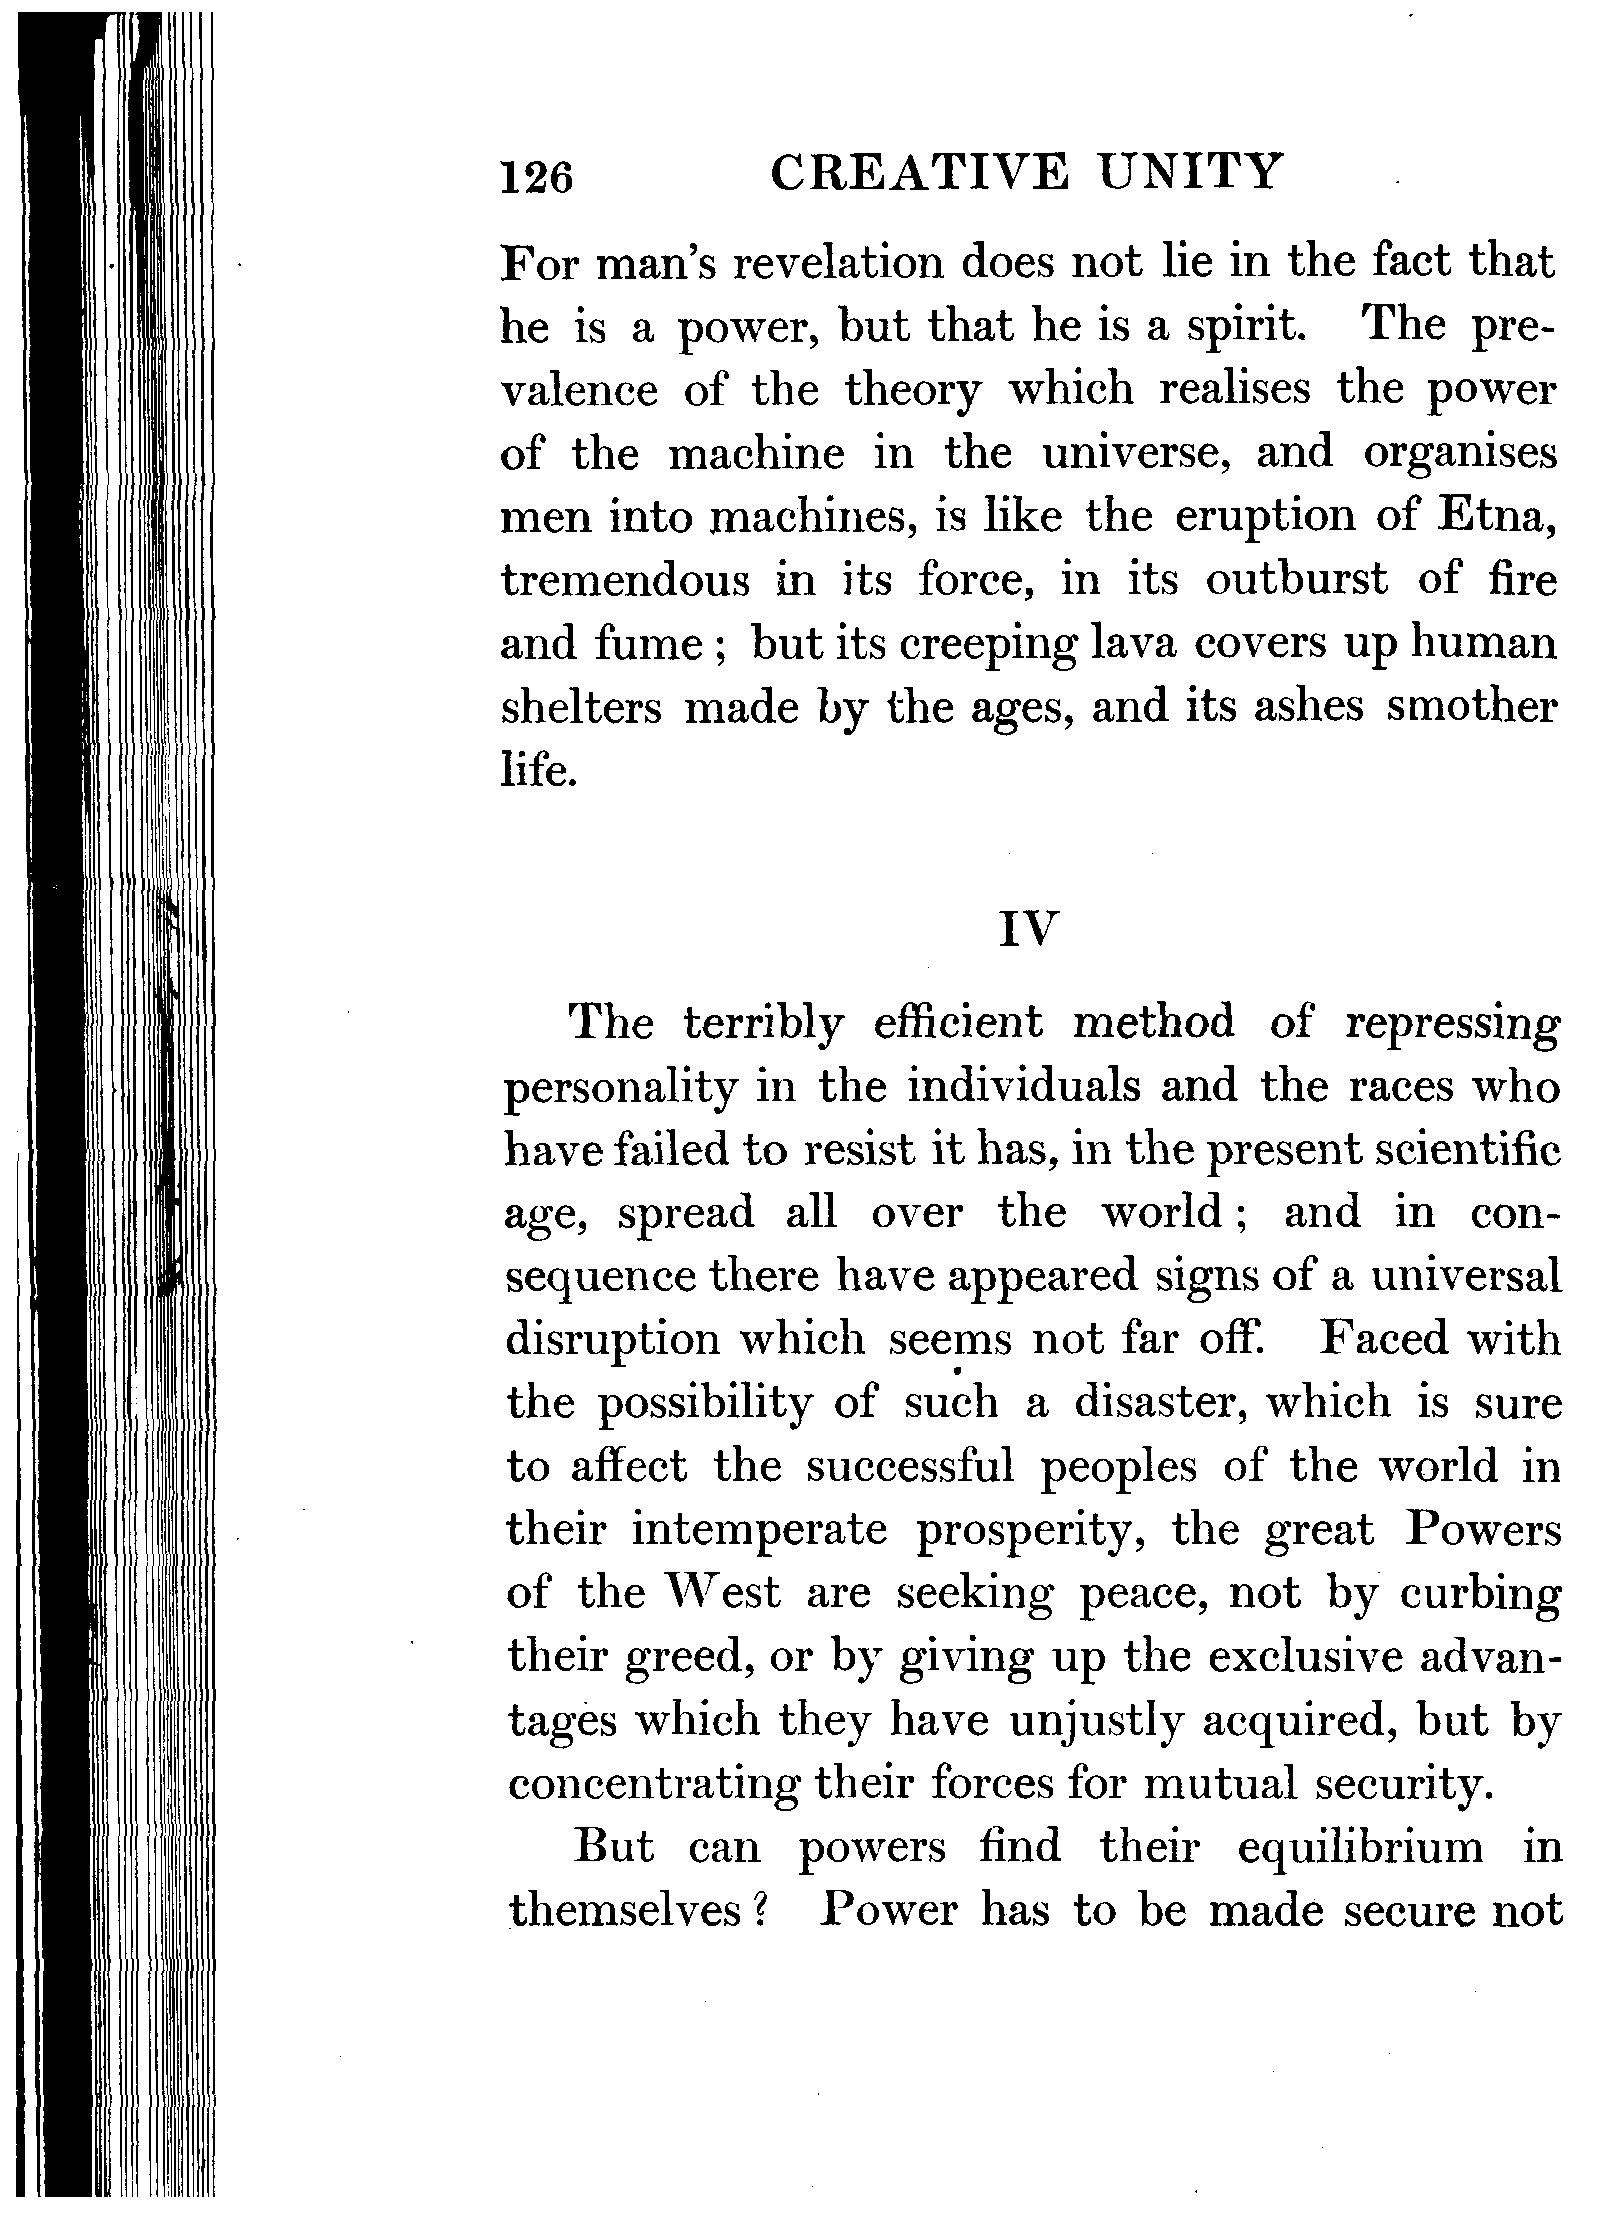 126 CREATIVE UNITY
For man's revelation does not lie in the fact that
he is a power, but that he is a spirit. The pre-
valence of the theory which realises the power
of the machine in the universe, and organises
men into machines, is like the eruption of Etna,
tremendous in its force, in its outburst of fire
and fume ; but its creeping lava covers up human
shelters made by the ages, and its ashes smother
life.
IV
The terribly efficient method of repressing
personality in the individuals and the races who
have failed to resist it has, in the present scientific
age, spread all over the world ; and in con-
sequence there have appeared signs of a universal
disruption which seems not far off. Faced with
the possibility of such a disaster, which is sure
to affect the successful peoples of the world in
their intemperate prosperity, the great Powers
of the West are seeking peace, not by curbing
their greed, or by giving up the exclusive advan-
tages which they have unjustly acquired, but by
concentrating their forces for mutual security.
But can powers find their equilibrium in
themselves ? Power has to be made secure not